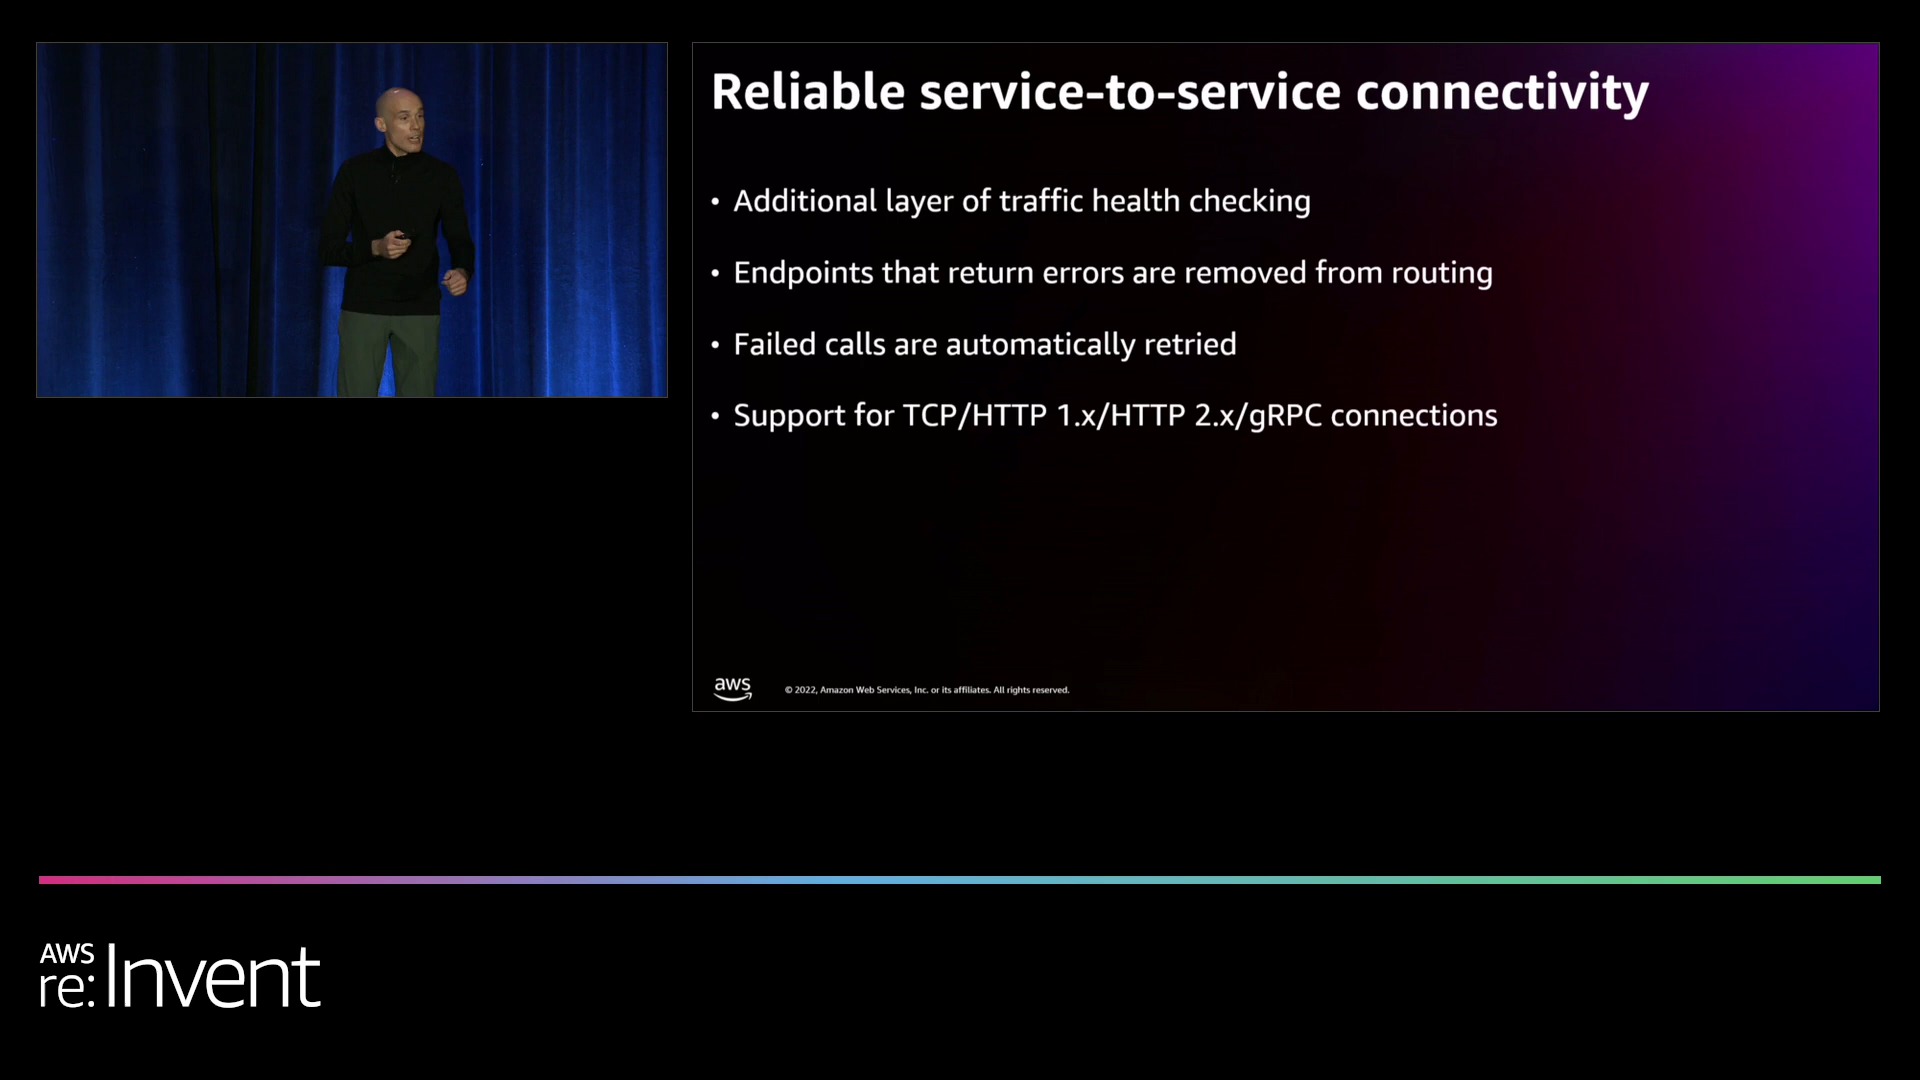 Reliable service-to-service connectivity
• Additional layer of traffic health checking
• Endpoints that return errors are removed from routing
• Failed calls are automatically retried
• Support for TCP/HTTP 1.x/HTTP 2.x/gRPC connections
aws
© 2022, Amazon Web Services, Inc. or its affiliates. All rights reserved.
AWS
re:Invent